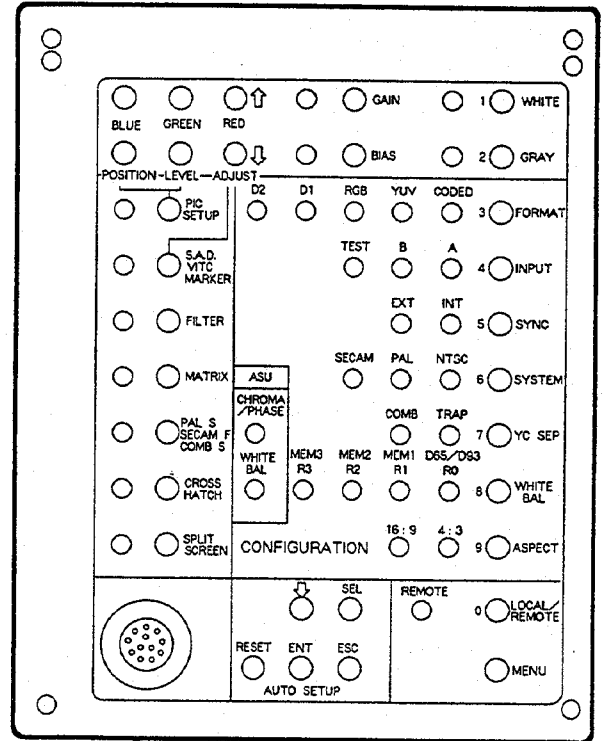 GAIN 1 WHITE
BLUE GREEN RED
BIAS 2 GRAY
POSITION LEVEL ADJUST
D2 D1 RGB YUV CODED
PIC
SETUP
3 FORMAT
TEST B A
S.A.D.
VITC
MARKER
4 INPUT
EXT INT
FILTER
5 SYNC
SECAM PAL NTSC
MATRIX
ASU
6 SYSTEM
CHROMA
/PHASE
COMB TRAP
PAL S
SECAM F
COMB S
7 YC SEP
WHITE
BAL
MEM3 MEM2 MEM1 D65/D93
R3 R2 R1 R0
CROSS
HATCH
8 WHITE
BAL
16:9 4:3
SPLIT
SCREEN
CONFIGURATION
9 ASPECT
SEL REMOTE
0 LOCAL/
REMOTE
RESET ENT ESC
MENU
AUTO SETUP